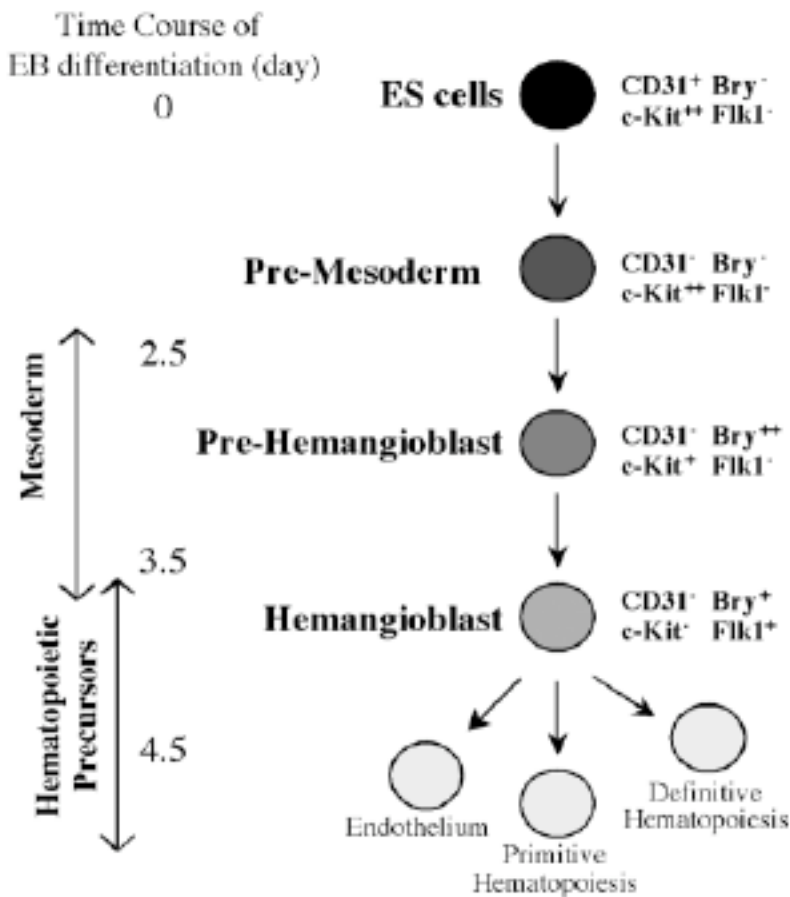 Time Course of
EB differentiation (day)
0
ES cells
CD31⁺ Bry⁻
c-Kit⁺⁺ Flk1⁻
Pre-Mesoderm
CD31⁻ Bry⁻
c-Kit⁺⁺ Flk1⁻
2.5
Mesoderm
Pre-Hemangioblast
CD31⁻ Bry⁺⁺
c-Kit⁺ Flk1⁻
3.5
Hemangioblast
CD31⁻ Bry⁺
c-Kit⁻ Flk1⁺
Hematopoietic
Precursors
4.5
Endothelium
Primitive
Hematopoiesis
Definitive
Hematopoiesis